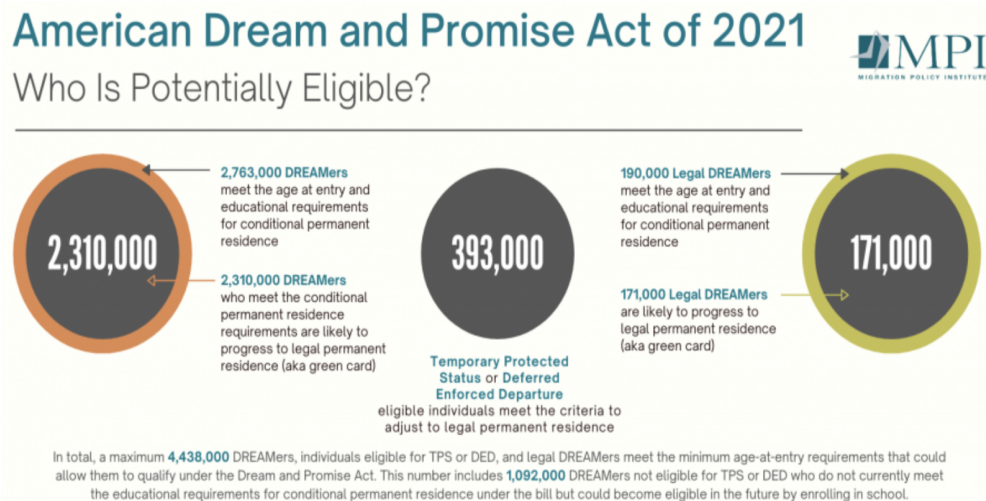 American Dream and Promise Act of 2021
MPI
MIGRATION POLICY INSTITUTE
Who Is Potentially Eligible?
2,310,000
2,763,000 DREAMers
meet the age at entry and
educational requirements
for conditional permanent
residence
2,310,000 DREAMers
who meet the conditional
permanent residence
requirements are likely to
progress to legal permanent
residence (aka green card)
393,000
Temporary Protected
Status or Deferred
Enforced Departure
eligible individuals meet the criteria to
adjust to legal permanent residence
190,000 Legal DREAMers
meet the age at entry and
educational requirements
for conditional permanent
residence
171,000 Legal DREAMers
are likely to progress to
legal permanent residence
(aka green card)
171,000
In total, a maximum 4,438,000 DREAMers, individuals eligible for TPS or DED, and legal DREAMers meet the minimum age-at-entry requirements that could
allow them to qualify under the Dream and Promise Act. This number includes 1,092,000 DREAMers not eligible for TPS or DED who do not currently meet
the educational requirements for conditional permanent residence under the bill but could become eligible in the future by enrolling in school.